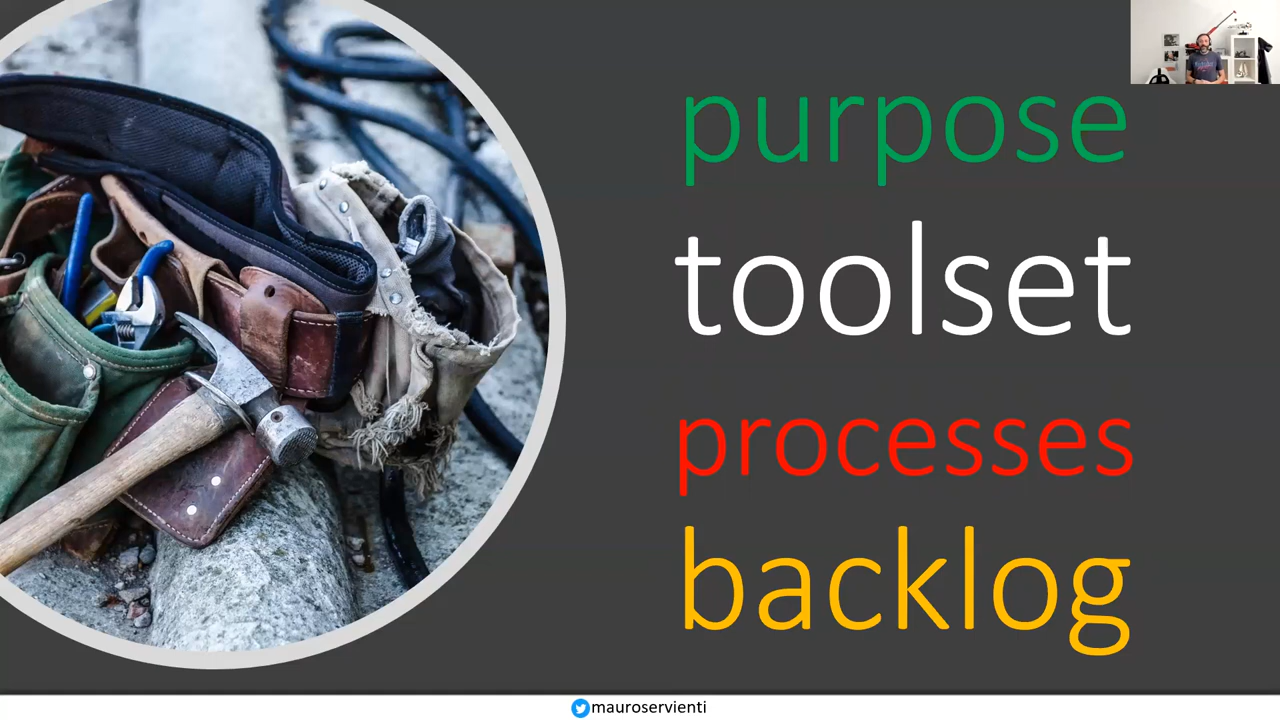 purpose
toolset
processes
backlog
mauroservienti